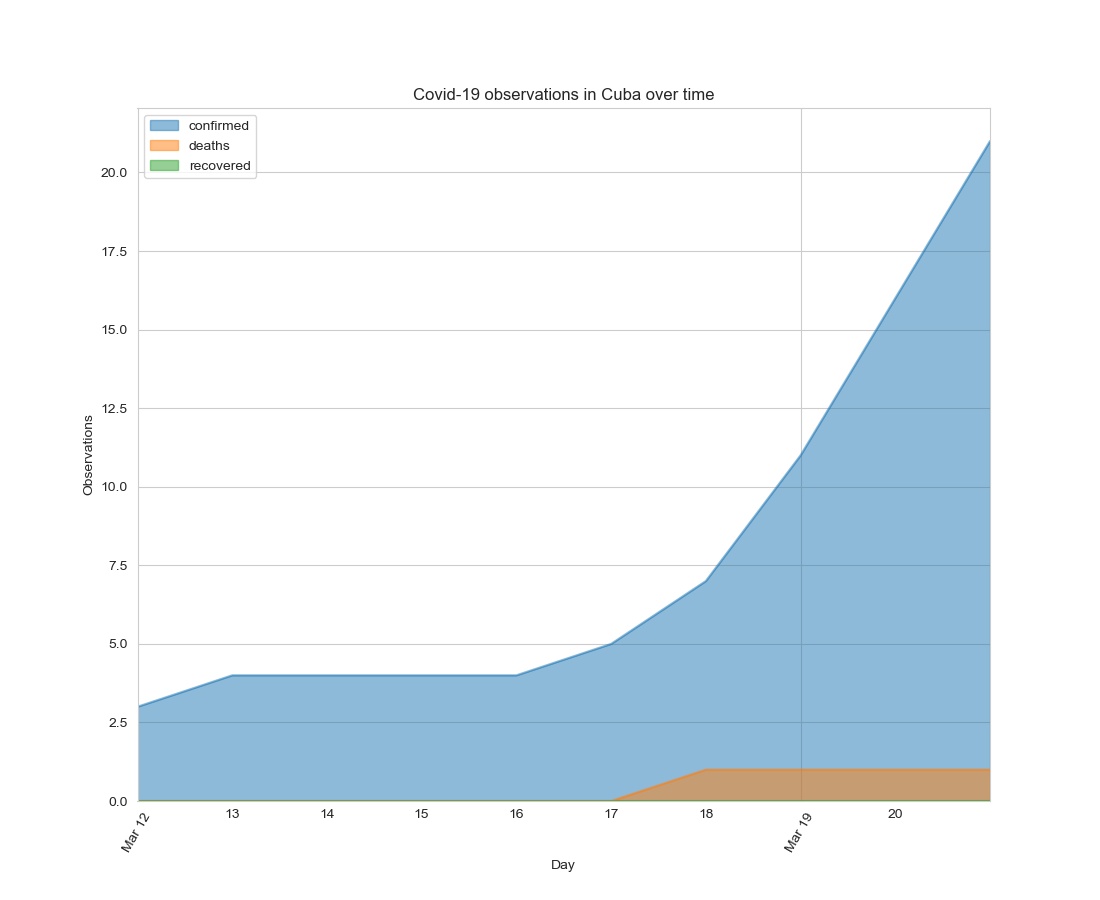 Covid-19 observations in Cuba over time
confirmed
deaths
recovered
20.0
17.5
15.0
12.5
10.0
7.5
5.0
2.5
0.0
Observations
Mar 12
13
14
15
16
17
18
Mar 19
20
Day